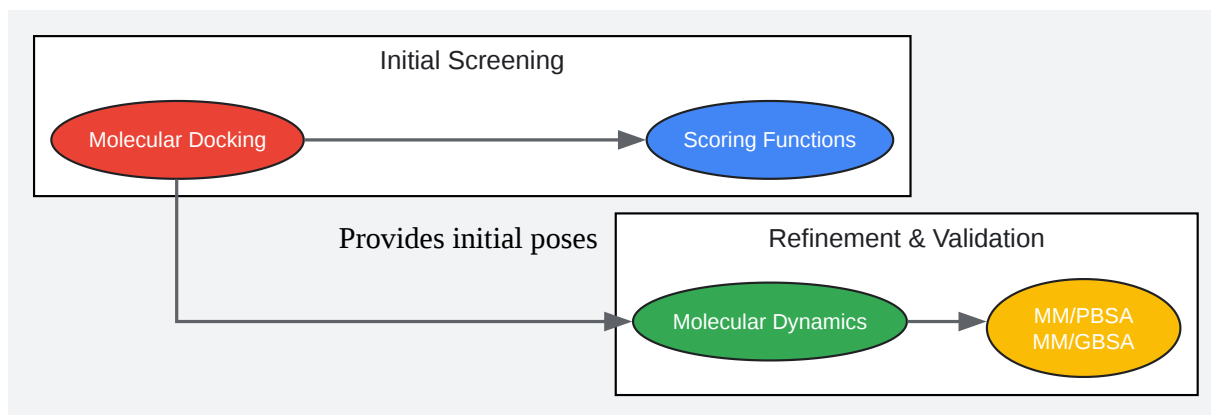 Initial Screening
Molecular Docking
Scoring Functions
Provides initial poses
Refinement & Validation
Molecular Dynamics
MM/PBSA
MM/GBSA